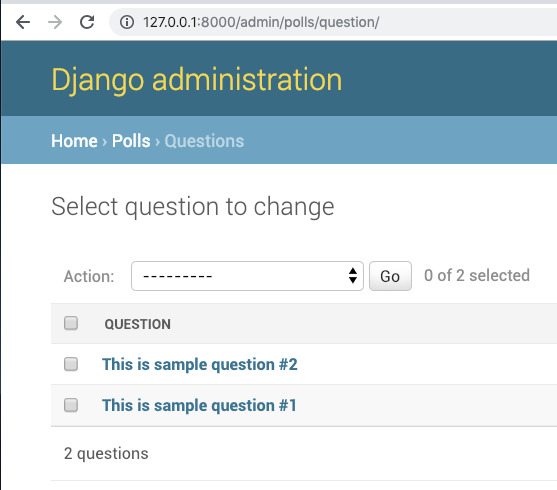 127.0.0.1:8000/admin/polls/question/
Django administration
Home › Polls › Questions
Select question to change
Action: --------- Go 0 of 2 selected
QUESTION
This is sample question #2
This is sample question #1
2 questions